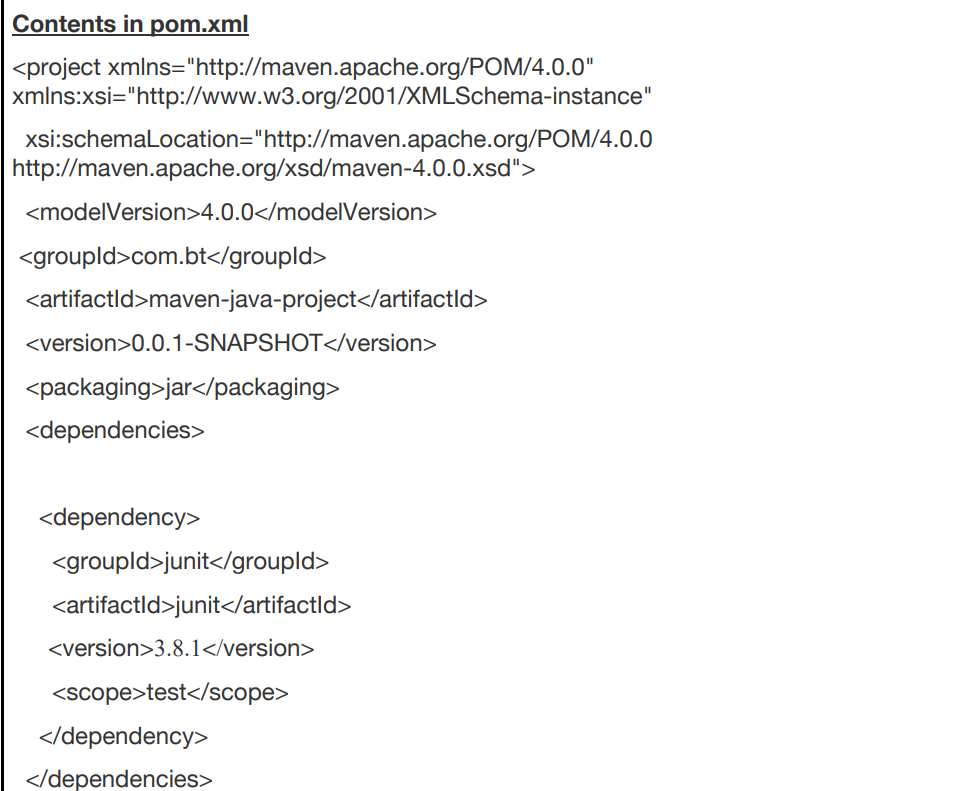 Contents in pom.xml
<project xmlns="http://maven.apache.org/POM/4.0.0"
xmlns:xsi="http://www.w3.org/2001/XMLSchema-instance"
xsi:schemaLocation="http://maven.apache.org/POM/4.0.0
http://maven.apache.org/xsd/maven-4.0.0.xsd">
<modelVersion>4.0.0</modelVersion>
<groupId>com.bt</groupId>
<artifactId>maven-java-project</artifactId>
<version>0.0.1-SNAPSHOT</version>
<packaging>jar</packaging>
<dependencies>
<dependency>
<groupId>junit</groupId>
<artifactId>junit</artifactId>
<version>3.8.1</version>
<scope>test</scope>
</dependency>
</dependencies>